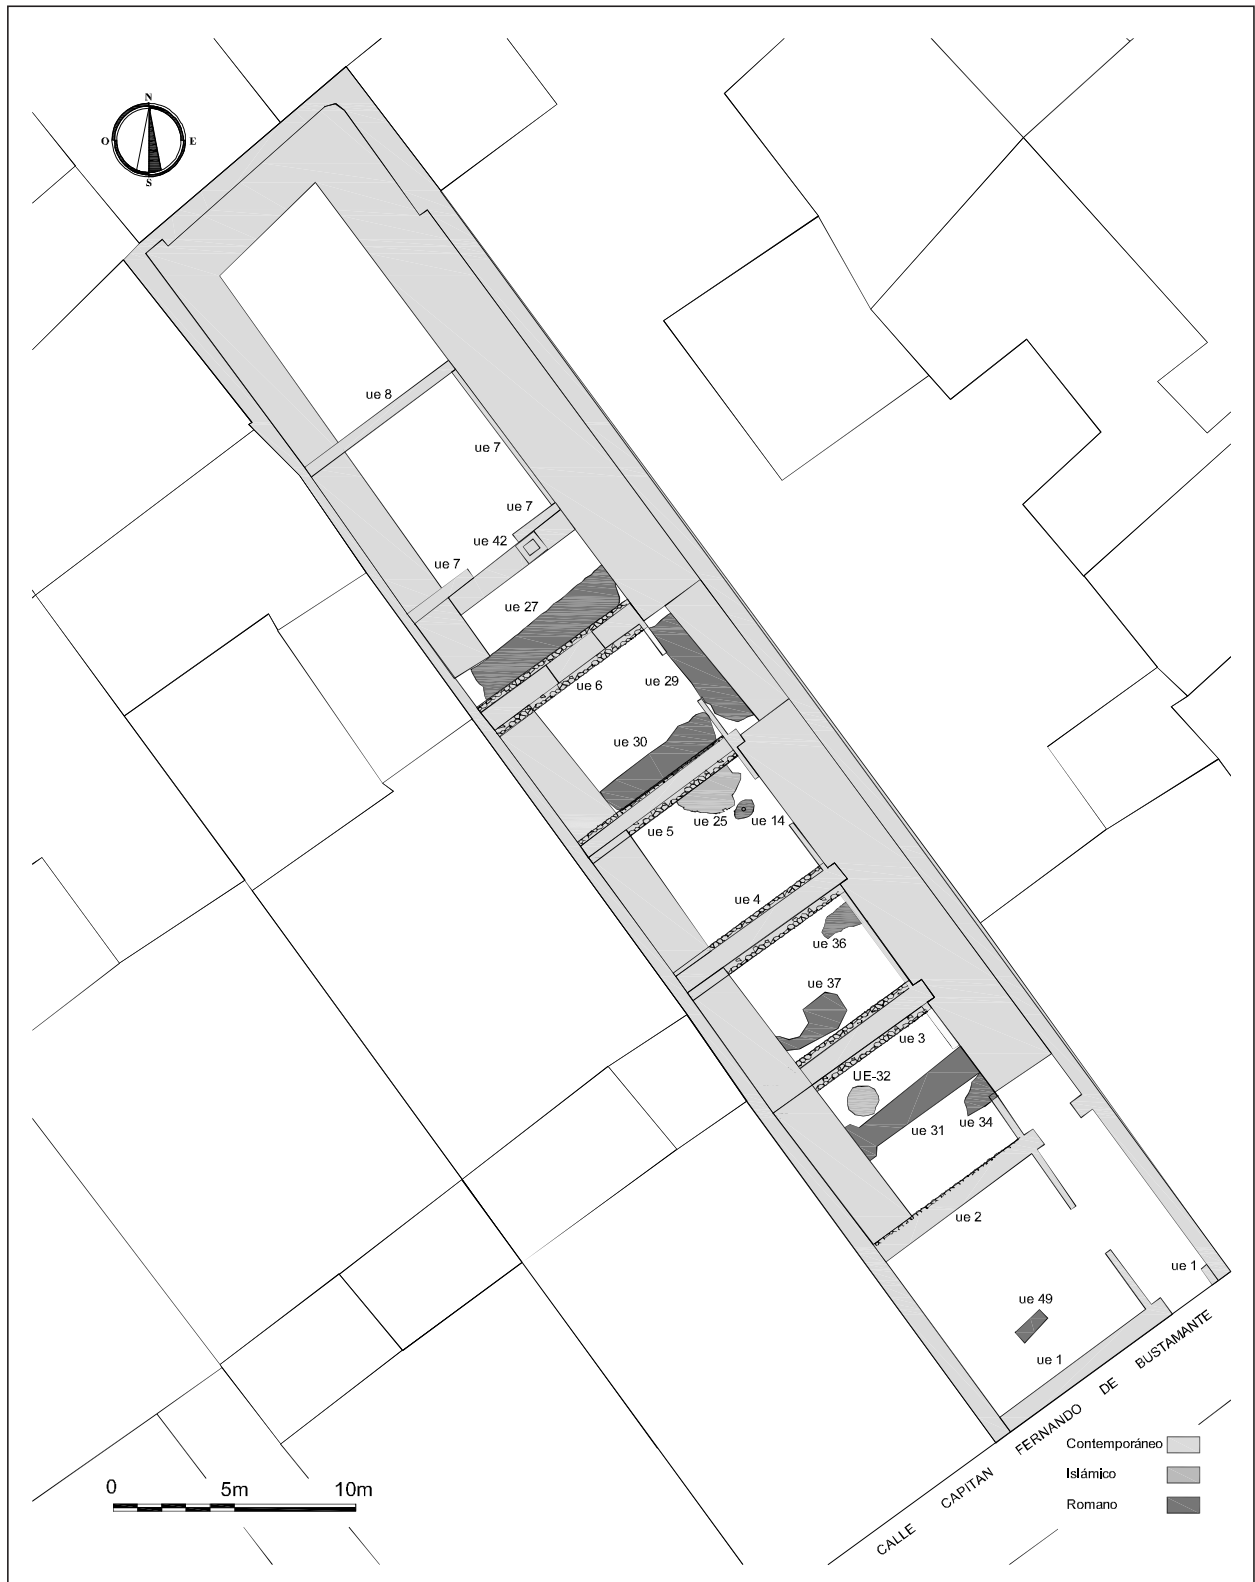 N
O
E
S
ue 8
ue 7
ue 7
ue 42
ue 7
ue 27
ue 6
ue 29
ue 30
ue 25
ue 14
ue 5
ue 4
ue 36
ue 37
ue 3
UE-32
ue 34
ue 31
ue 2
ue 1
ue 49
ue 1
CALLE CAPITAN FERNANDO DE BUSTAMANTE
Contemporáneo
Islámico
Romano
0 5m 10m